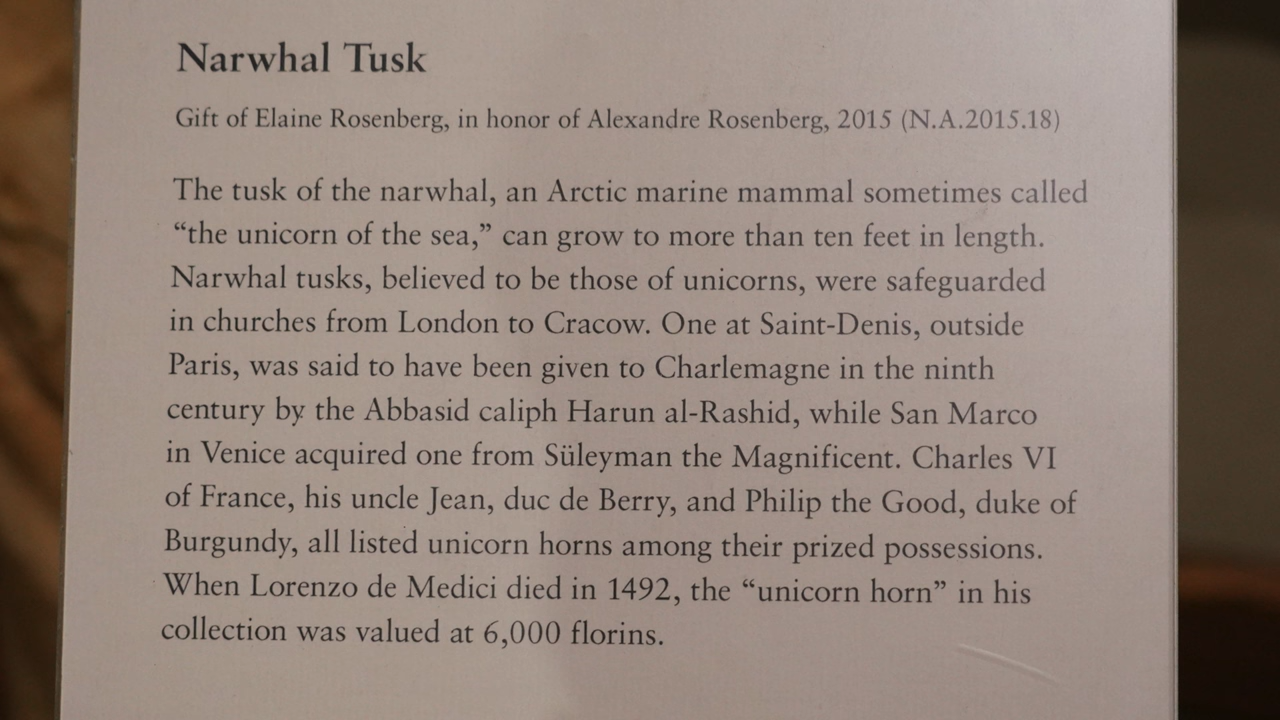 Narwhal Tusk
Gift of Elaine Rosenberg, in honor of Alexandre Rosenberg, 2015 (N.A.2015.18)
The tusk of the narwhal, an Arctic marine mammal sometimes called
“the unicorn of the sea,” can grow to more than ten feet in length.
Narwhal tusks, believed to be those of unicorns, were safeguarded
in churches from London to Cracow. One at Saint-Denis, outside
Paris, was said to have been given to Charlemagne in the ninth
century by the Abbasid caliph Harun al-Rashid, while San Marco
in Venice acquired one from Süleyman the Magnificent. Charles VI
of France, his uncle Jean, duc de Berry, and Philip the Good, duke of
Burgundy, all listed unicorn horns among their prized possessions.
When Lorenzo de Medici died in 1492, the “unicorn horn” in his
collection was valued at 6,000 florins.